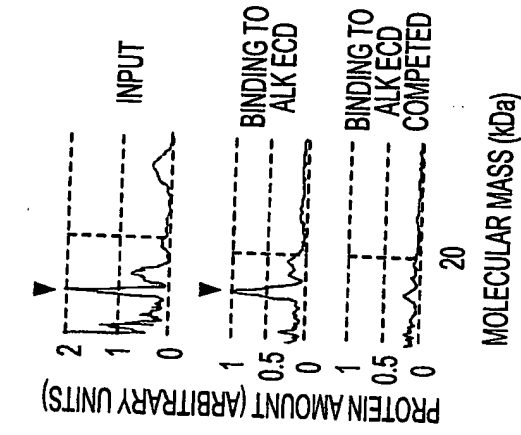 PROTEIN AMOUNT (ARBITRARY UNITS)
2
1
0
INPUT
1
0.5
0
BINDING TO
ALK ECD
1
0.5
0
BINDING TO
ALK ECD
COMPETED
20
MOLECULAR MASS (kDa)